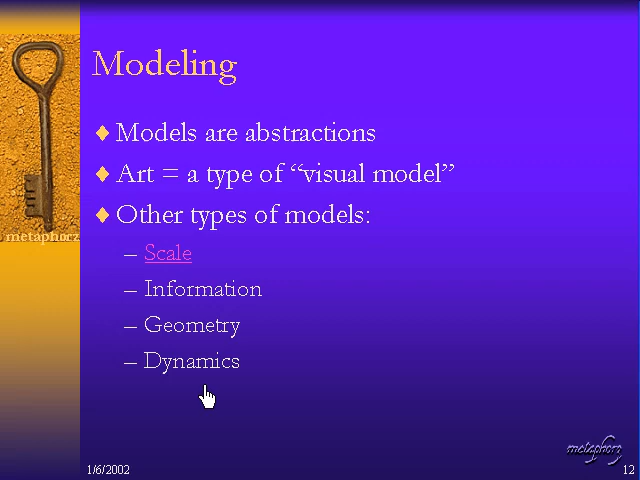 Modeling
♦ Models are abstractions
♦ Art = a type of “visual model”
♦ Other types of models:
– Scale
– Information
– Geometry
– Dynamics
metaphorz
metaphorz
1/6/2002
12